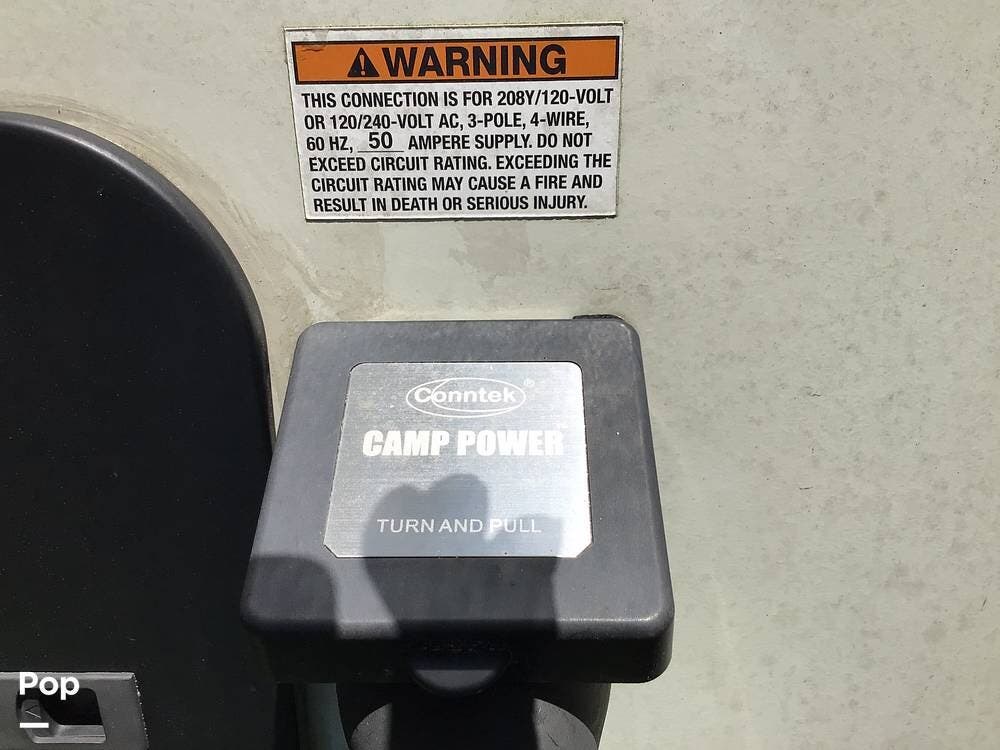 WARNING
THIS CONNECTION IS FOR 208Y/120-VOLT
OR 120/240-VOLT AC, 3-POLE, 4-WIRE,
60 HZ, 50 AMPERE SUPPLY. DO NOT
EXCEED CIRCUIT RATING. EXCEEDING THE
CIRCUIT RATING MAY CAUSE A FIRE AND
RESULT IN DEATH OR SERIOUS INJURY.
Conntek®
CAMP POWER™
TURN AND PULL
Pop